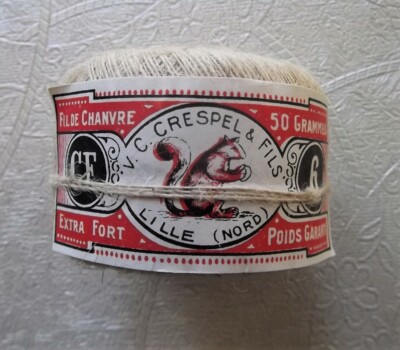 FIL DE CHANVRE
50 GRAMMES
V. C. CRESPEL & FILS
CF
6
LILLE (NORD)
EXTRA FORT
POIDS GARANTI